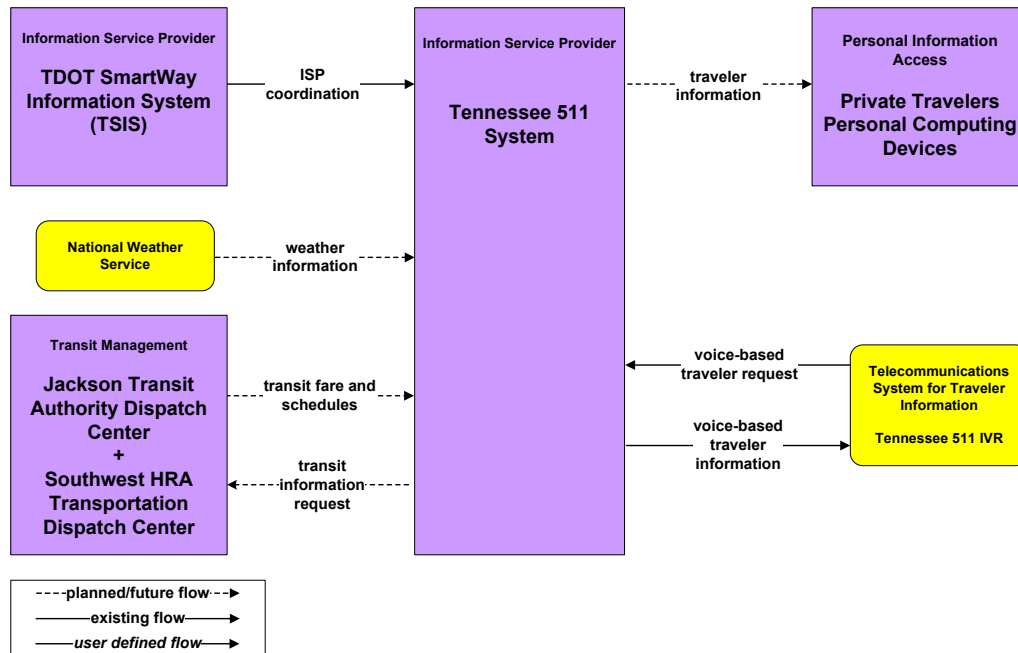 Information Service Provider
TDOT SmartWay
Information System
(TSIS)
ISP
coordination
Information Service Provider
Tennessee 511
System
traveler
information
Personal Information
Access
Private Travelers
Personal Computing
Devices
National Weather
Service
weather
information
Transit Management
Jackson Transit
Authority Dispatch
Center
+
Southwest HRA
Transportation
Dispatch Center
transit fare and
schedules
transit
information
request
voice-based
traveler request
voice-based
traveler
information
Telecommunications
System for Traveler
Information
Tennessee 511 IVR
planned/future flow
existing flow
user defined flow